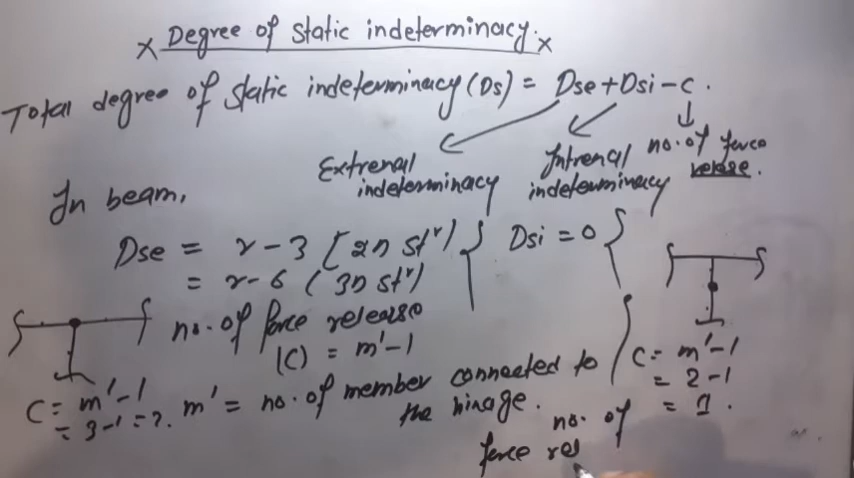 x Degree of static indeterminacy. x
Total degree of static indeterminacy (Ds) = Dse + Dsi - C.
Extrenal indeterminacy
Intrenal indeterminacy
no. of force relese.
In beam,
Dse = r - 3 [2D str)
= r - 6 (3D str)
Dsi = 0
no. of force release
(C) = m' - 1
m' = no. of member connected to
the hinage.
C = m' - 1
= 3 - 1 = 2.
C = m' - 1
= 2 - 1
= 1.
no. of
force rel